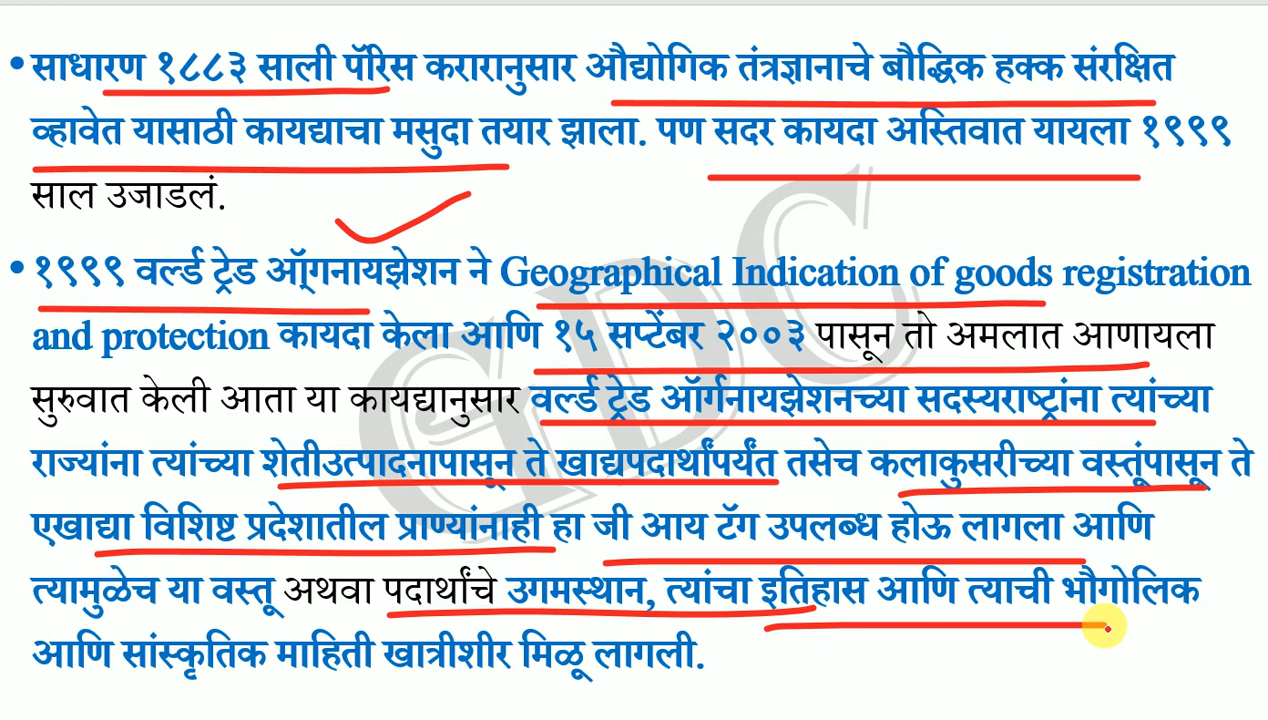 • साधारण १८८३ साली पॅरिस करारानुसार औद्योगिक तंत्रज्ञानाचे बौद्धिक हक्क संरक्षित
व्हावेत यासाठी कायद्याचा मसुदा तयार झाला. पण सदर कायदा अस्तिवात यायला १९९९
साल उजाडलं.
• १९९९ वर्ल्ड ट्रेड ऑ्गनायझेशन ने Geographical Indication of goods registration
and protection कायदा केला आणि १५ सप्टेंबर २००३ पासून तो अमलात आणायला
सुरुवात केली आता या कायद्यानुसार वर्ल्ड ट्रेड ऑर्गनायझेशनच्या सदस्यराष्ट्रांना त्यांच्या
राज्यांना त्यांच्या शेतीउत्पादनापासून ते खाद्यपदार्थांपर्यंत तसेच कलाकुसरीच्या वस्तूंपासून ते
एखाद्या विशिष्ट प्रदेशातील प्राण्यांनाही हा जी आय टॅग उपलब्ध होऊ लागला आणि
त्यामुळेच या वस्तू अथवा पदार्थांचे उगमस्थान, त्यांचा इतिहास आणि त्याची भौगोलिक
आणि सांस्कृतिक माहिती खात्रीशीर मिळू लागली.
GDC